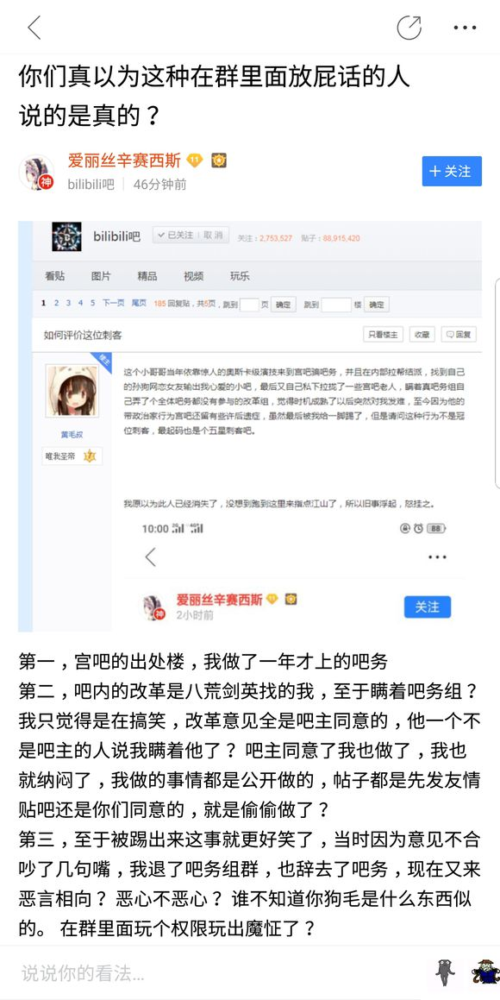 你们真以为这种在群里面放屁话的人
说的是真的？
爱丽丝辛赛西斯 11
神
bilibili吧 46分钟前
+ 关注
bilibili吧 已关注 取消 关注：2,753,527 贴子：88,915,420
看贴 图片 精品 视频 玩乐
1 2 3 4 5 下一页 尾页 185回复贴，共5页，跳到 页 确定 跳到 楼 确定
如何评价这位刺客 只看楼主 收藏 回复
楼主
这个小哥哥当年依靠惊人的奥斯卡级演技来到宫吧骗吧务，并且在内部拉帮结派，找到自己
的孙狗网恋女友输出我心爱的小吧，最后又自己私下拉拢了一些宫吧老人，瞒着真吧务组自
己弄了个全体吧务都没有参与的改革组，觉得时机成熟了以后突然对我发难，至今因为他的
带政治家行为宫吧还留有些许后遗症，虽然最后被我给一脚踢了，但是请问这种行为不是冠
位刺客，最起码也是个五星刺客吧。
黄毛叔
唯我圣帝 7
我原以为此人已经消失了，没想到跑到这里来指点江山了，所以旧事浮起，怒挂之。
10:00 2G 4G 88
爱丽丝辛赛西斯
神
2小时前
关注
第一，宫吧的出处楼，我做了一年才上的吧务
第二，吧内的改革是八荒剑英找的我，至于瞒着吧务组？
我只觉得是在搞笑，改革意见全是吧主同意的，他一个不
是吧主的人说我瞒着他了？ 吧主同意了我也做了，我也
就纳闷了，我做的事情都是公开做的，帖子都是先发友情
贴吧还是你们同意的，就是偷偷做了？
第三，至于被踢出来这事就更好笑了，当时因为意见不合
吵了几句嘴，我退了吧务组群，也辞去了吧务，现在又来
恶言相向？ 恶心不恶心？ 谁不知道你狗毛是什么东西似
的。 在群里面玩个权限玩出魔怔了？
说说你的看法...